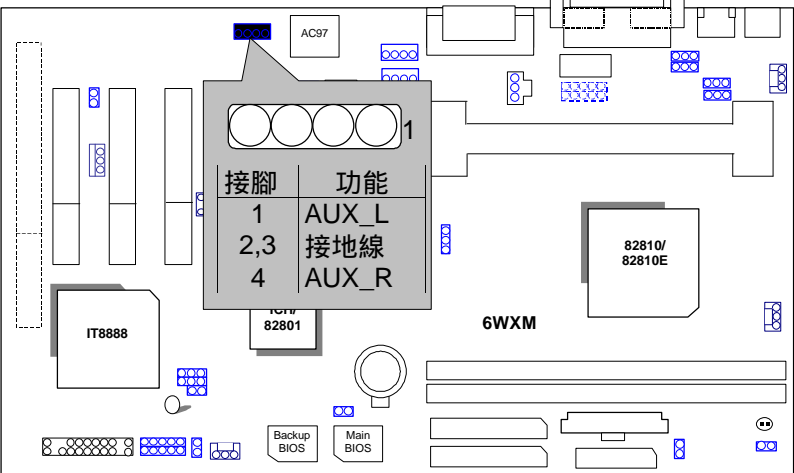 AC97
1
接腳 功能
1 AUX_L
2,3 接地線
4 AUX_R
82810/
82810E
ICH/
82801
6WXM
IT8888
Backup
BIOS
Main
BIOS